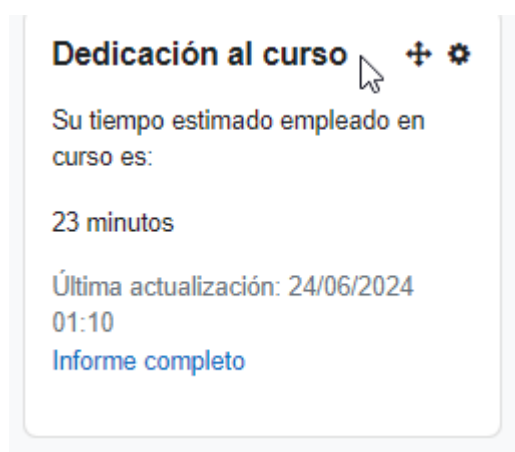 Dedicación al curso
Su tiempo estimado empleado en
curso es:
23 minutos
Última actualización: 24/06/2024
01:10
Informe completo